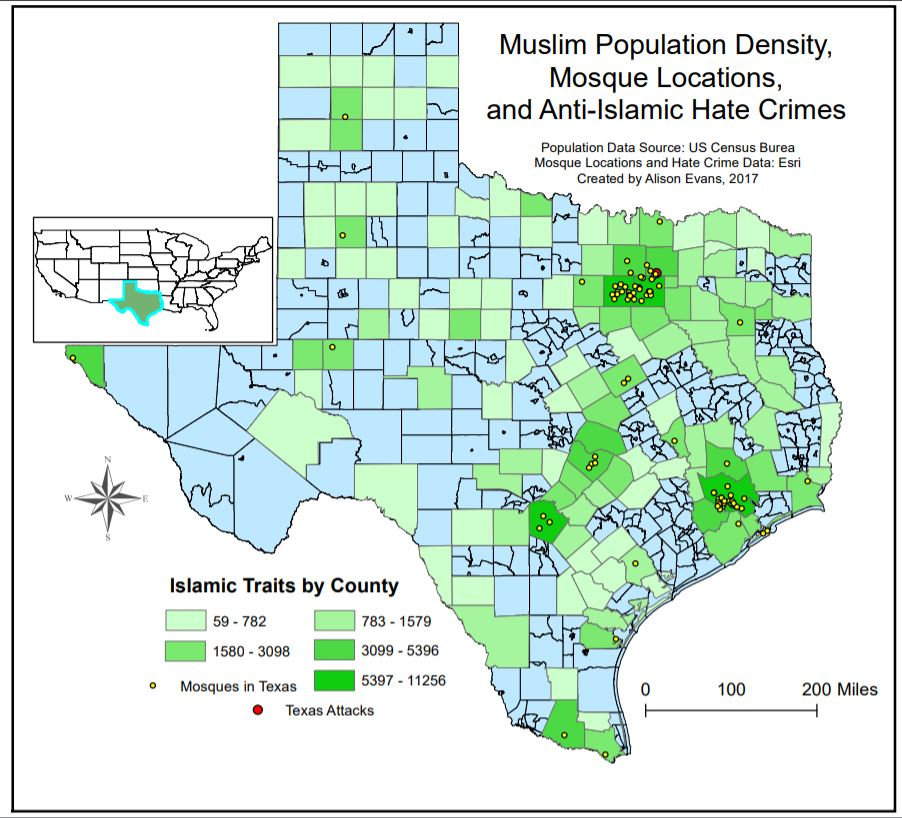 Muslim Population Density,
Mosque Locations,
and Anti-Islamic Hate Crimes
Population Data Source: US Census Burea
Mosque Locations and Hate Crime Data: Esri
Created by Alison Evans, 2017
N
W E
S
Islamic Traits by County
59 - 782 783 - 1579
1580 - 3098 3099 - 5396
5397 - 11256
Mosques in Texas
Texas Attacks
0 100 200 Miles